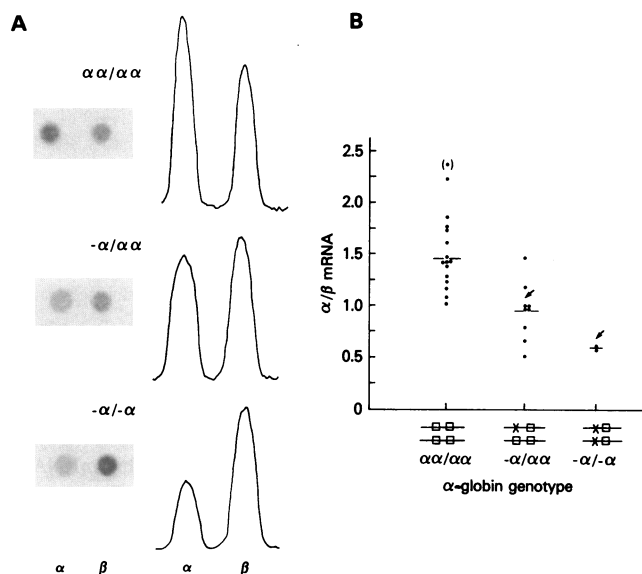 A
αα/αα
-α/αα
-α/-α
α β α β
B
α/β mRNA
2.5
2.0
1.5
1.0
0.5
0
(•)
αα/αα -α/αα -α/-α
α-globin genotype